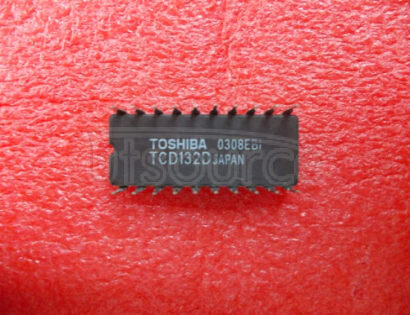 TOSHIBA 0308EBI
TCD132D JAPAN